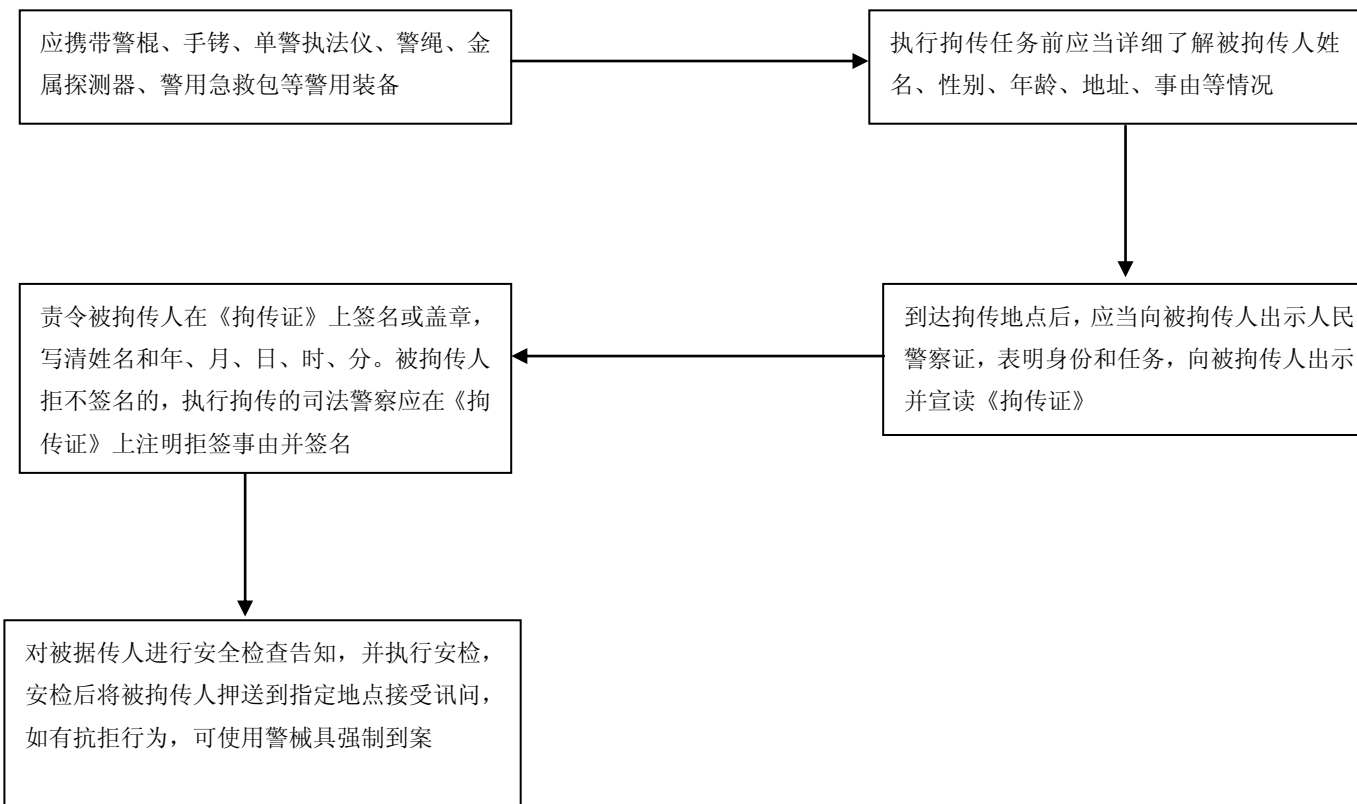 应携带警棍、手铐、单警执法仪、警绳、金
属探测器、警用急救包等警用装备
执行拘传任务前应当详细了解被拘传人姓
名、性别、年龄、地址、事由等情况
到达拘传地点后，应当向被拘传人出示人民
警察证，表明身份和任务，向被拘传人出示
并宣读《拘传证》
责令被拘传人在《拘传证》上签名或盖章，
写清姓名和年、月、日、时、分。被拘传人
拒不签名的，执行拘传的司法警察应在《拘
传证》上注明拒签事由并签名
对被据传人进行安全检查告知，并执行安检，
安检后将被拘传人押送到指定地点接受讯问，
如有抗拒行为，可使用警械具强制到案